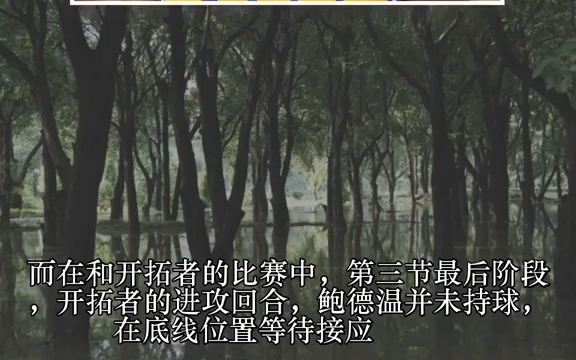 而在和开拓者的比赛中，第三节最后阶段
，开拓者的进攻回合，鲍德温并未持球，
在底线位置等待接应